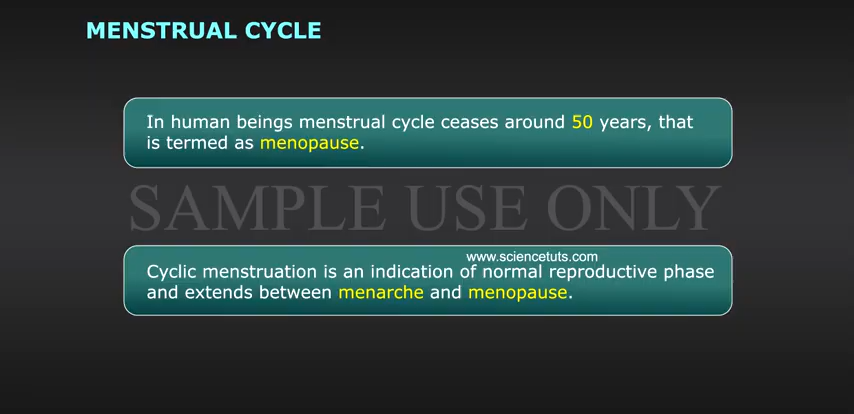 MENSTRUAL CYCLE
In human beings menstrual cycle ceases around 50 years, that
is termed as menopause.
SAMPLE USE ONLY
www.sciencetuts.com
Cyclic menstruation is an indication of normal reproductive phase
and extends between menarche and menopause.